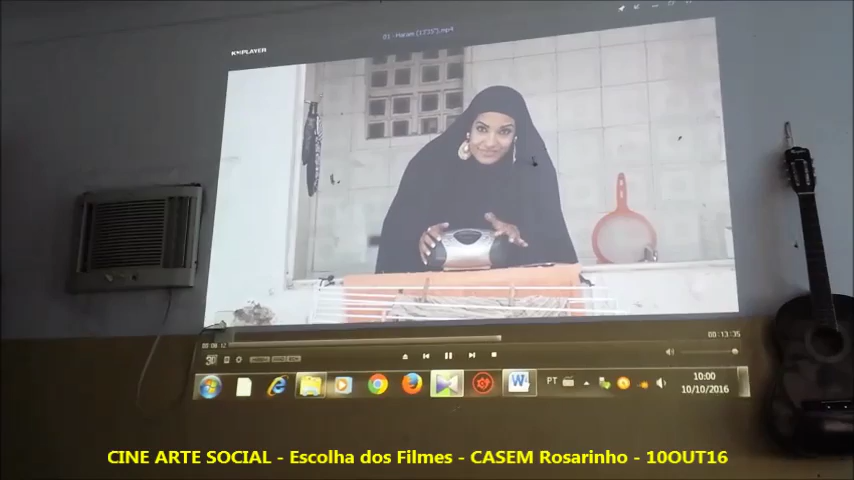 KMPLAYER
01 - Haram (13'35").mp4
00:13:35
3D
PT
10:00
10/10/2016
CINE ARTE SOCIAL - Escolha dos Filmes - CASEM Rosarinho - 10OUT16